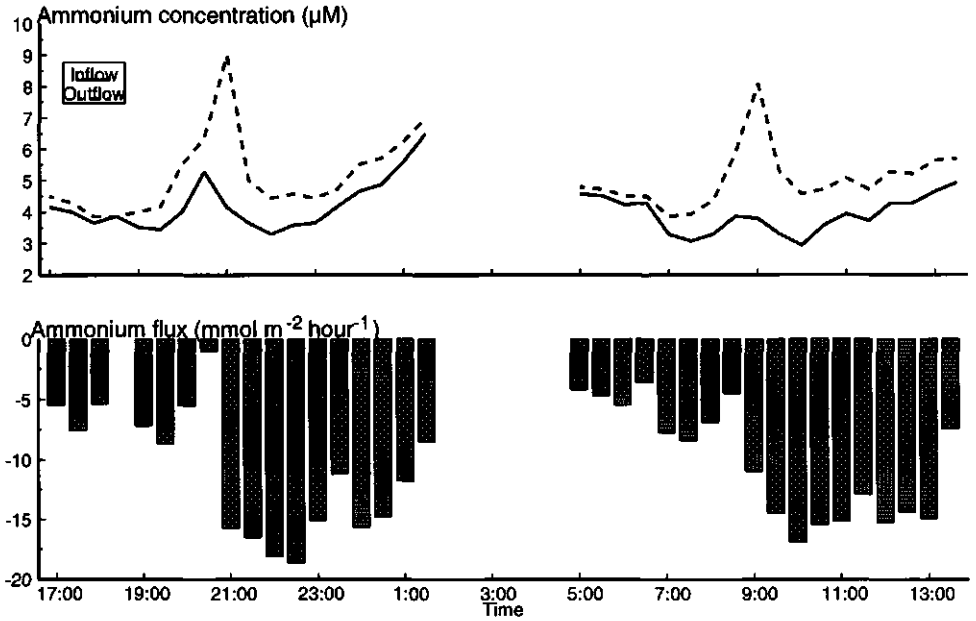 Ammonium concentration (µM)
10
9
8
7
6
5
4
3
2
Inflow
Outflow
Ammonium flux (mmol m⁻² hour⁻¹)
0
-5
-10
-15
-20
17:00 19:00 21:00 23:00 1:00 3:00 5:00 7:00 9:00 11:00 13:00
Time